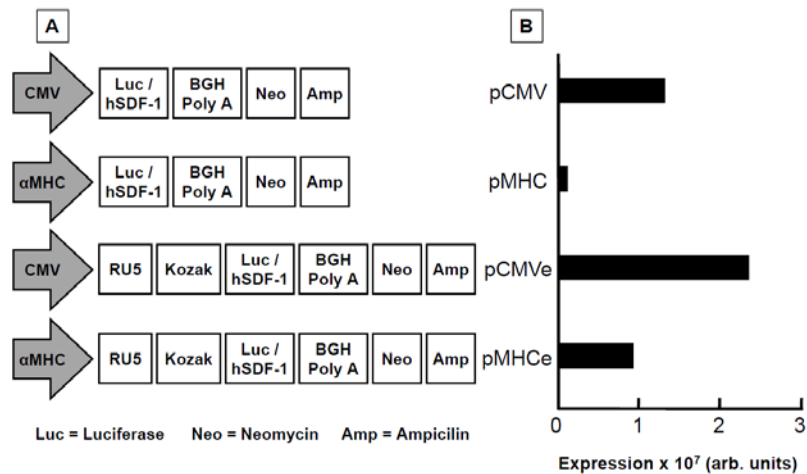 A
CMV
Luc / hSDF-1
BGH Poly A
Neo
Amp
αMHC
Luc / hSDF-1
BGH Poly A
Neo
Amp
CMV
RU5
Kozak
Luc / hSDF-1
BGH Poly A
Neo
Amp
αMHC
RU5
Kozak
Luc / hSDF-1
BGH Poly A
Neo
Amp
Luc = Luciferase Neo = Neomycin Amp = Ampicilin
B
pCMV
pMHC
pCMVe
pMHCe
0 1 2 3
Expression x 10⁷ (arb. units)